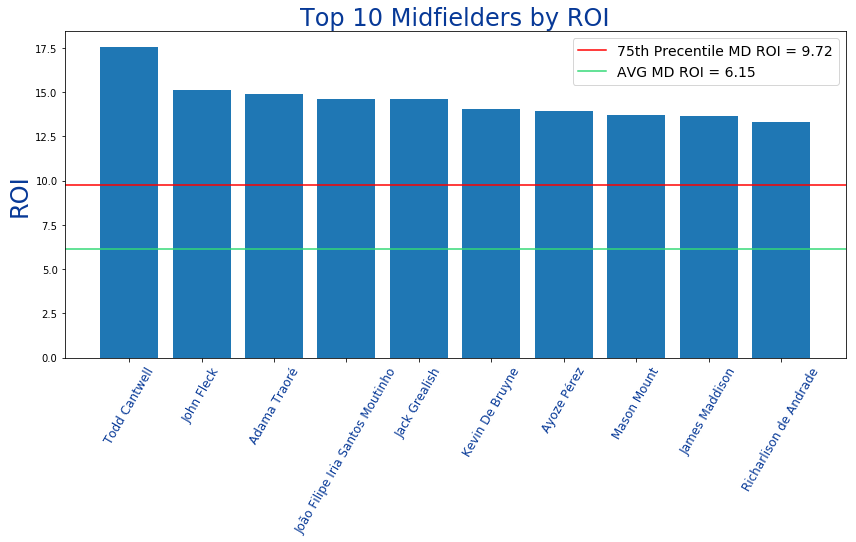 Top 10 Midfielders by ROI
75th Precentile MD ROI = 9.72
AVG MD ROI = 6.15
ROI
17.5
15.0
12.5
10.0
7.5
5.0
2.5
0.0
Todd Cantwell
John Fleck
Adama Traoré
João Filipe Iria Santos Moutinho
Jack Grealish
Kevin De Bruyne
Ayoze Pérez
Mason Mount
James Maddison
Richarlison de Andrade